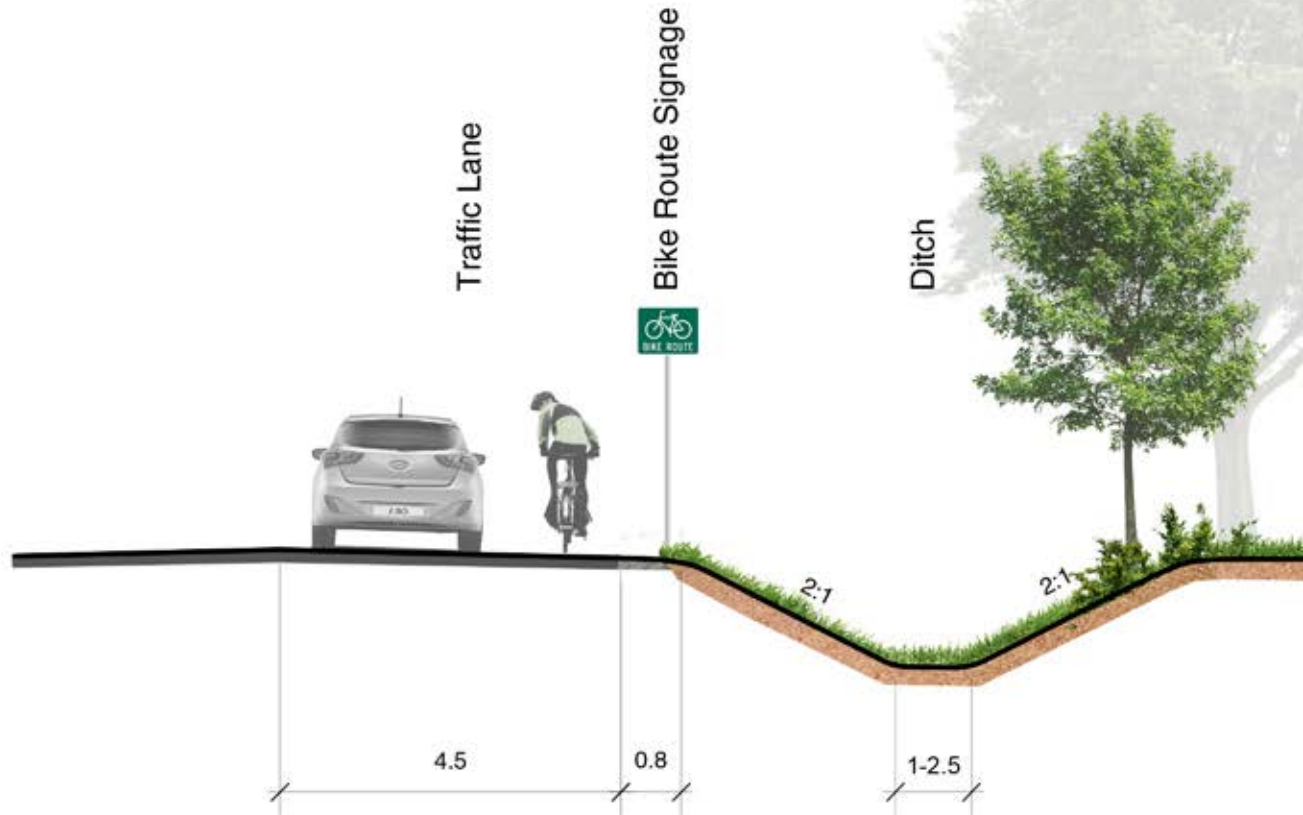 Traffic Lane
Bike Route Signage
Ditch
BIKE ROUTE
2:1
2:1
4.5
0.8
1-2.5